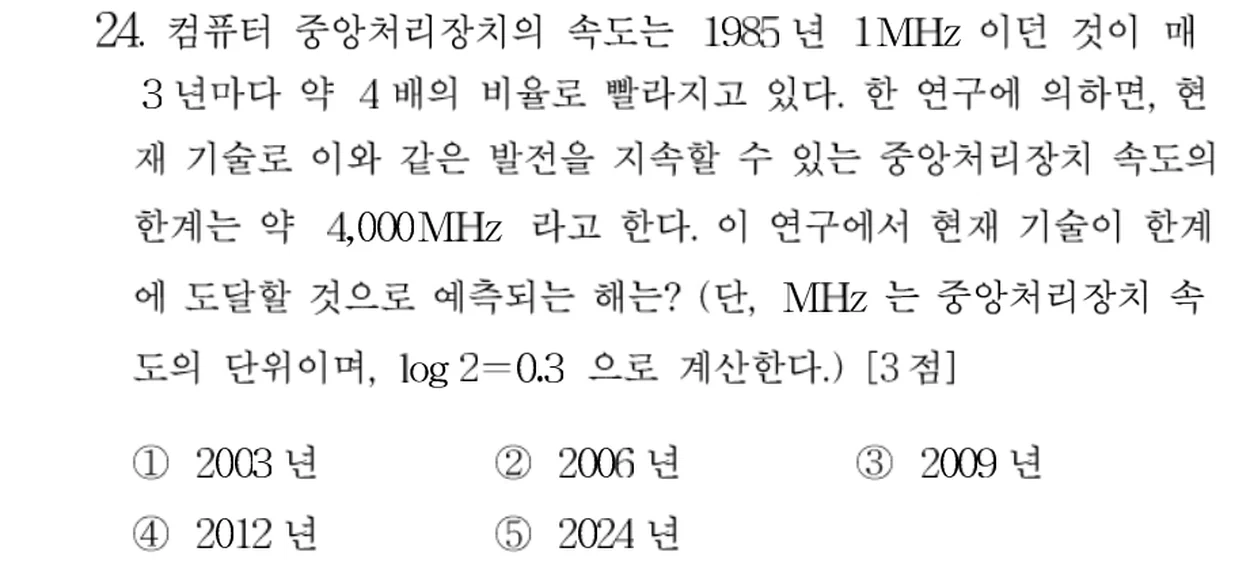 24. 컴퓨터 중앙처리장치의 속도는 1985년 1MHz 이던 것이 매
3년마다 약 4배의 비율로 빨라지고 있다. 한 연구에 의하면, 현
재 기술로 이와 같은 발전을 지속할 수 있는 중앙처리장치 속도의
한계는 약 4,000MHz 라고 한다. 이 연구에서 현재 기술이 한계
에 도달할 것으로 예측되는 해는? (단, MHz 는 중앙처리장치 속
도의 단위이며, log 2=0.3 으로 계산한다.) [3점]
① 2003년 ② 2006년 ③ 2009년
④ 2012년 ⑤ 2024년